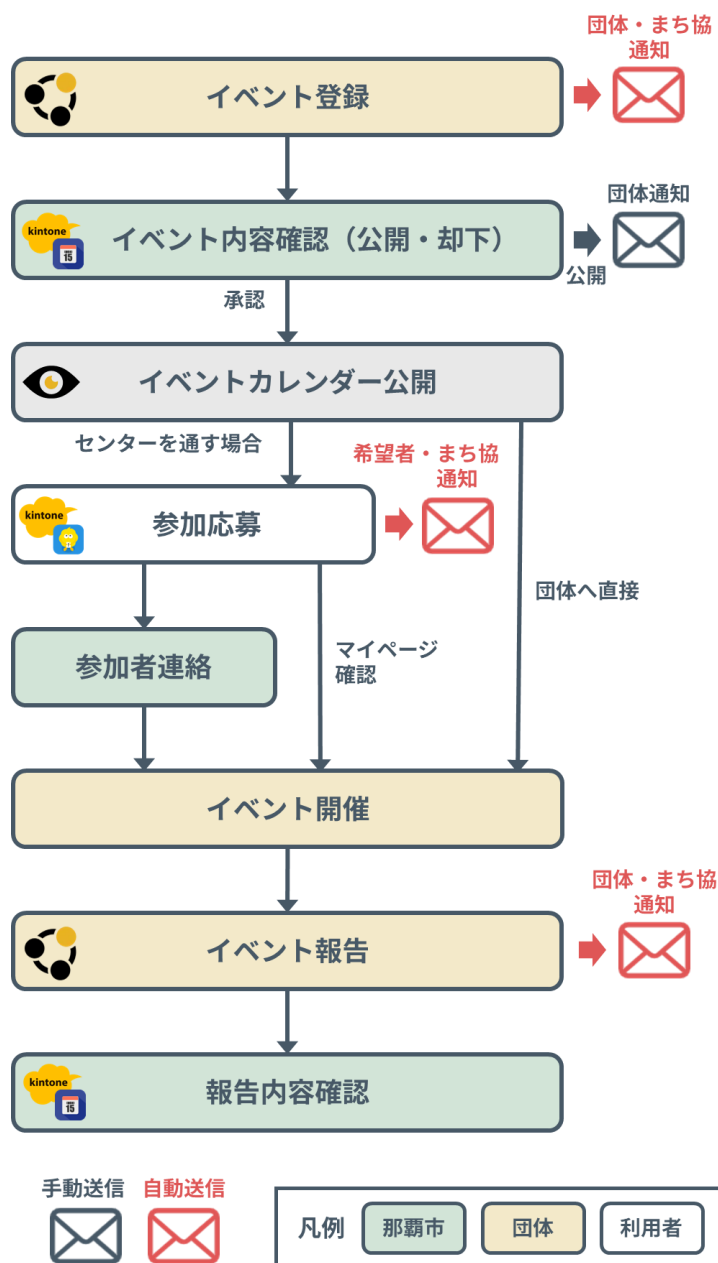 団体・まち協
通知
イベント登録
団体通知
kintone
15
イベント内容確認（公開・却下）
公開
承認
イベントカレンダー公開
センターを通す場合
希望者・まち協
通知
kintone
参加応募
団体へ直接
マイページ
確認
参加者連絡
イベント開催
団体・まち協
通知
イベント報告
kintone
15
報告内容確認
手動送信
自動送信
凡例
那覇市
団体
利用者